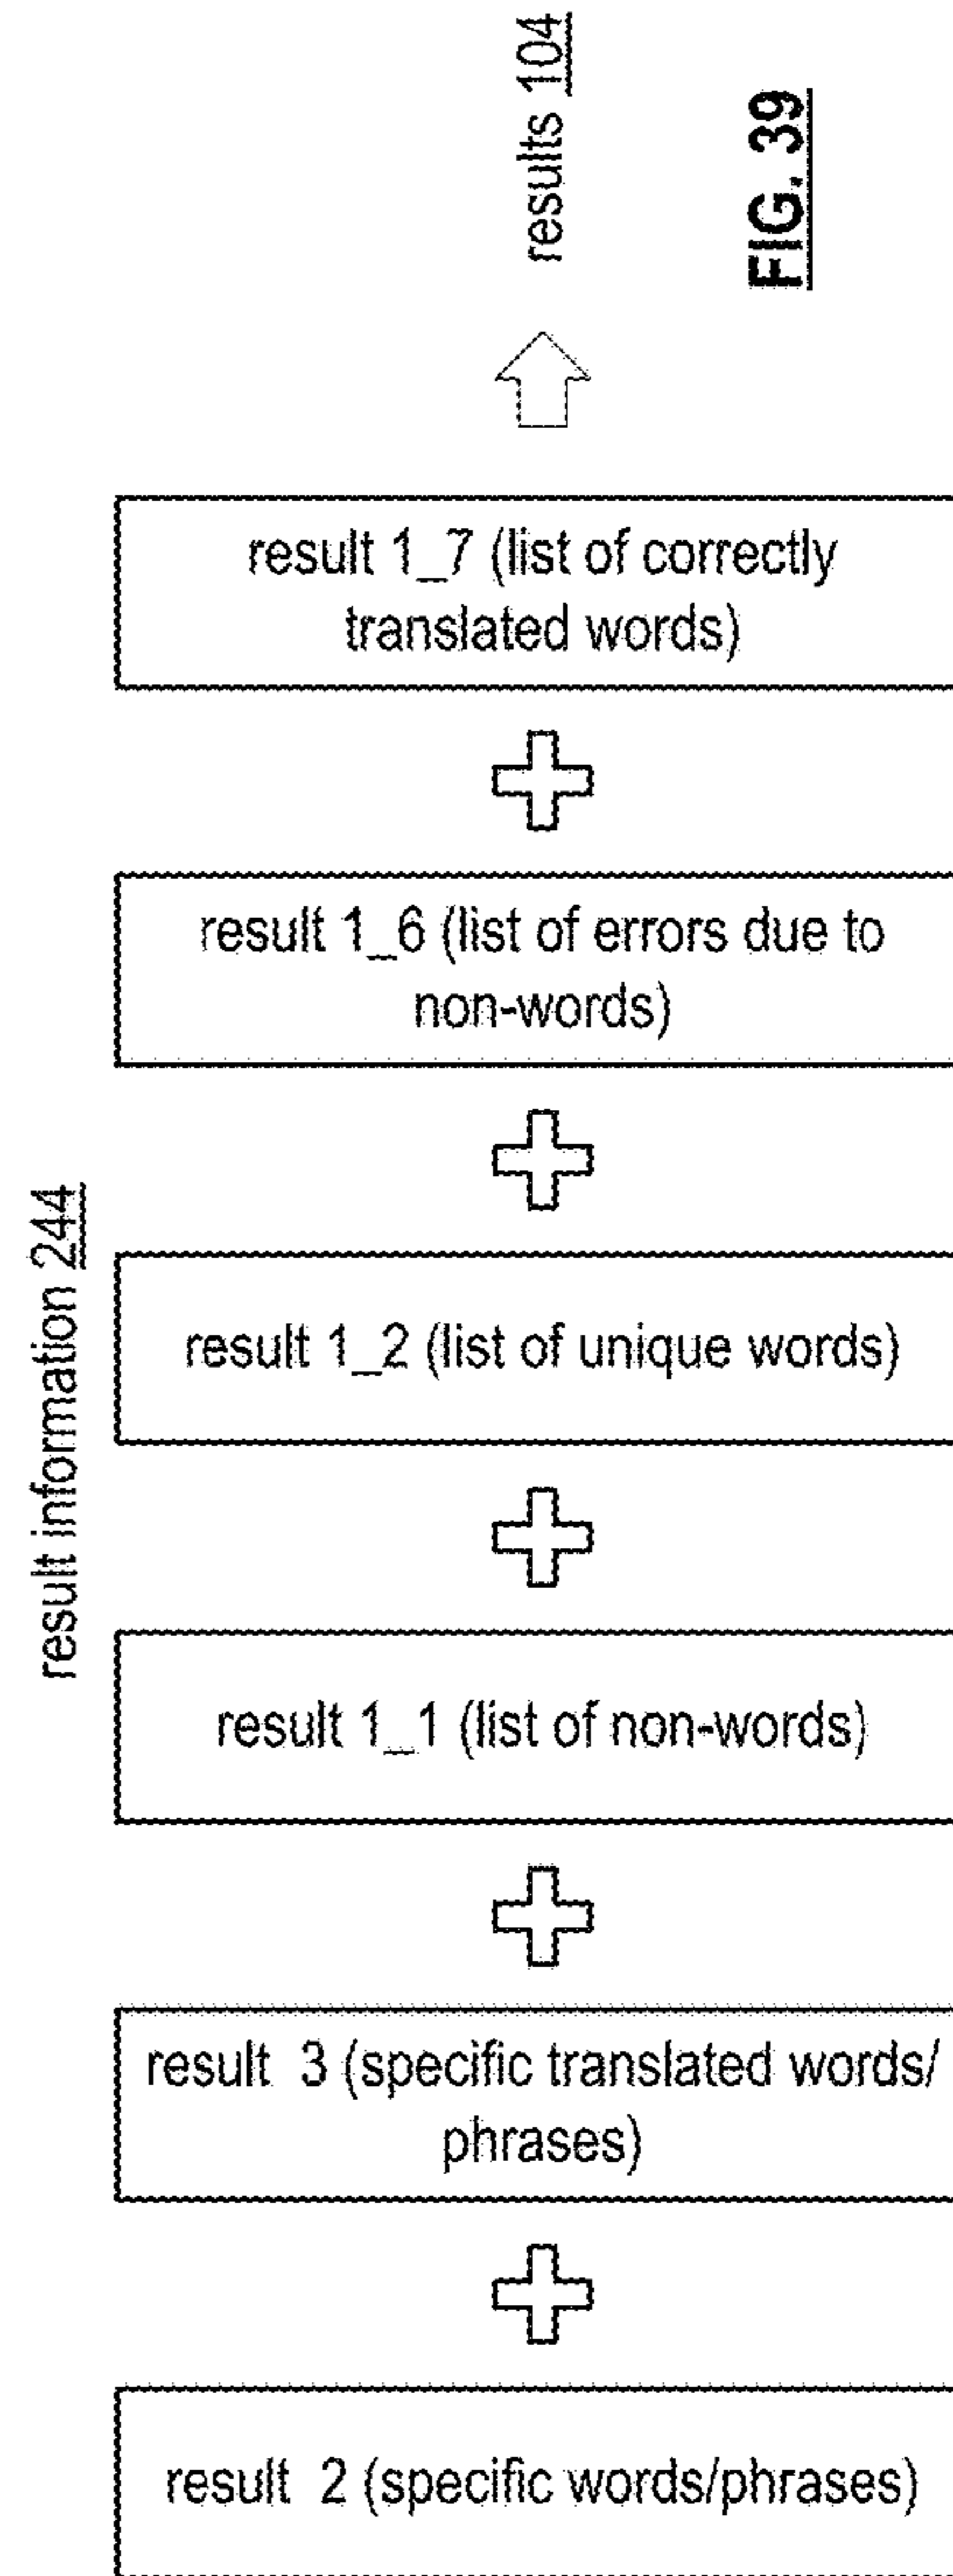 results 104
FIG. 39
result information 244
result 1_7 (list of correctly
translated words)
result 1_6 (list of errors due to
non-words)
result 1_2 (list of unique words)
result 1_1 (list of non-words)
result 3 (specific translated words/
phrases)
result 2 (specific words/phrases)